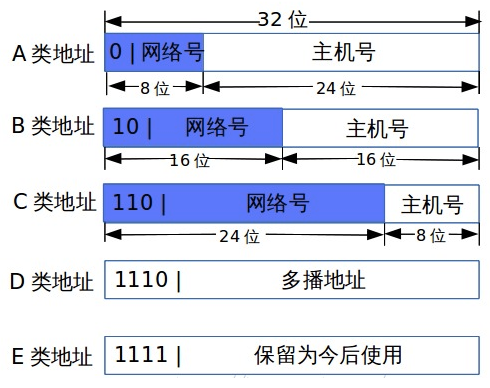 32 位
A 类地址 0 | 网络号 主机号
8 位 24 位
B 类地址 10 | 网络号 主机号
16 位 16 位
C 类地址 110 | 网络号 主机号
24 位 8 位
D 类地址 1110 | 多播地址
E 类地址 1111 | 保留为今后使用